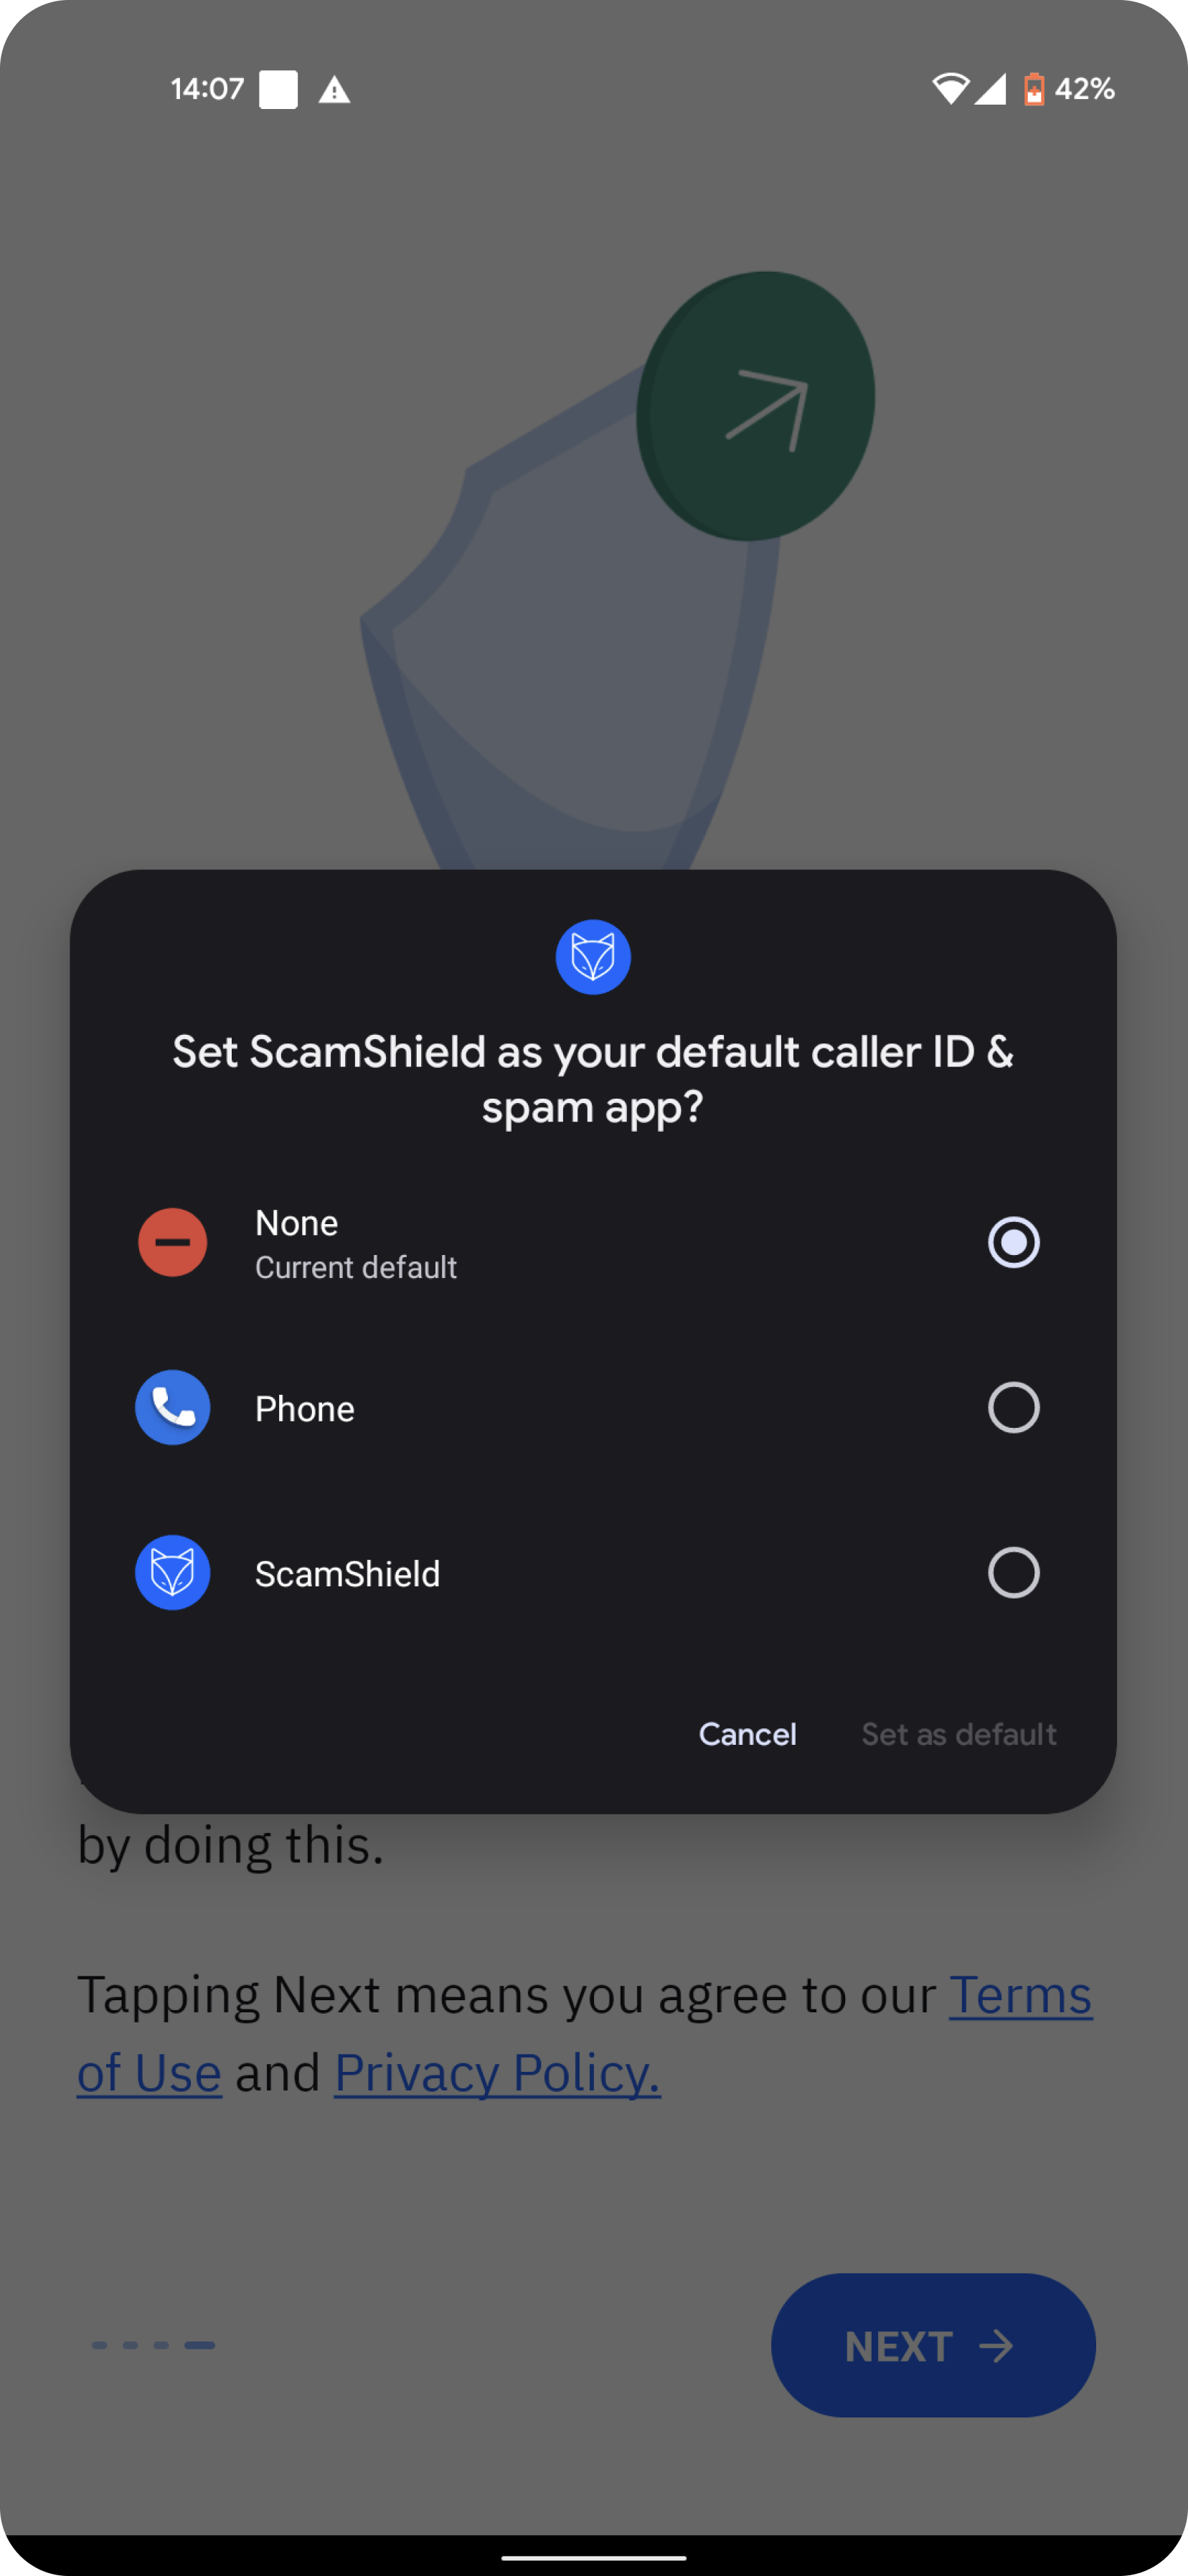 14:07
42%
Set ScamShield as your default caller ID &
spam app?
None
Current default
Phone
ScamShield
Cancel
Set as default
by doing this.
Tapping Next means you agree to our Terms
of Use and Privacy Policy.
NEXT